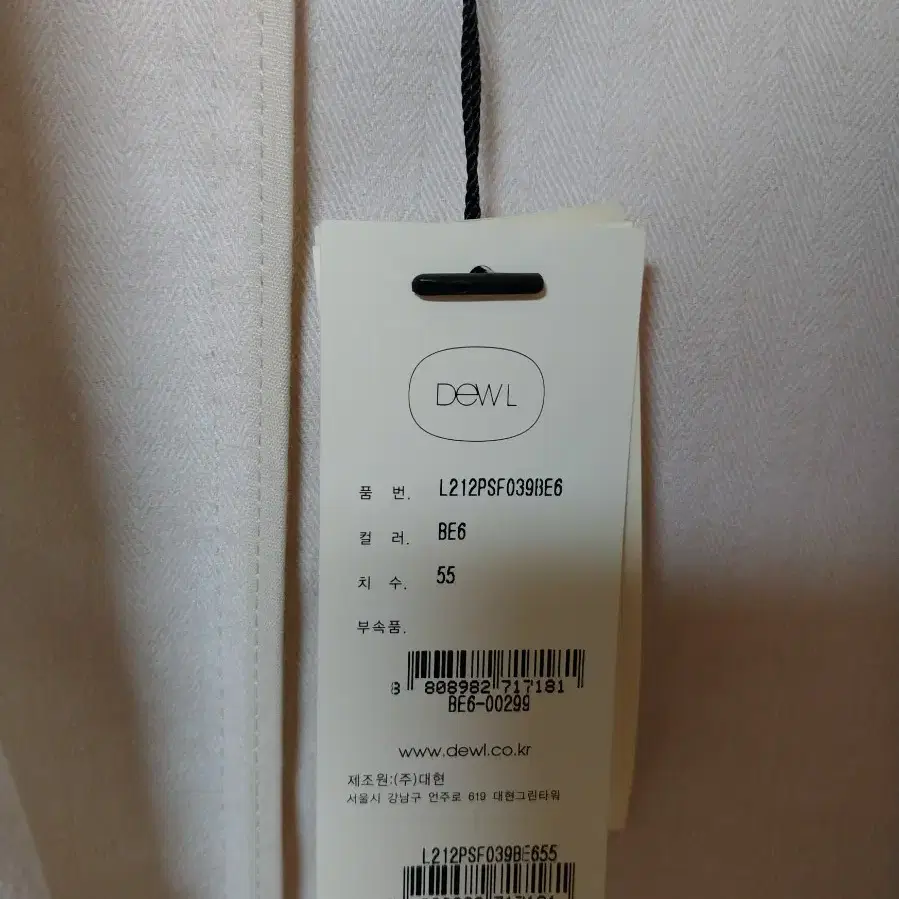 DEWL
품 번. L212PSF039BE6
컬 러. BE6
치 수. 55
부속품.
8 808982 717181
BE6-00299
www.dewl.co.kr
제조원:(주)대현
서울시 강남구 언주로 619 대현그린타워
L212PSF039BE655